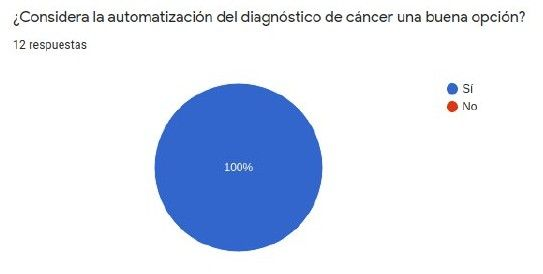 ¿Considera la automatización del diagnóstico de cáncer una buena opción?
12 respuestas
Sí
No
100%